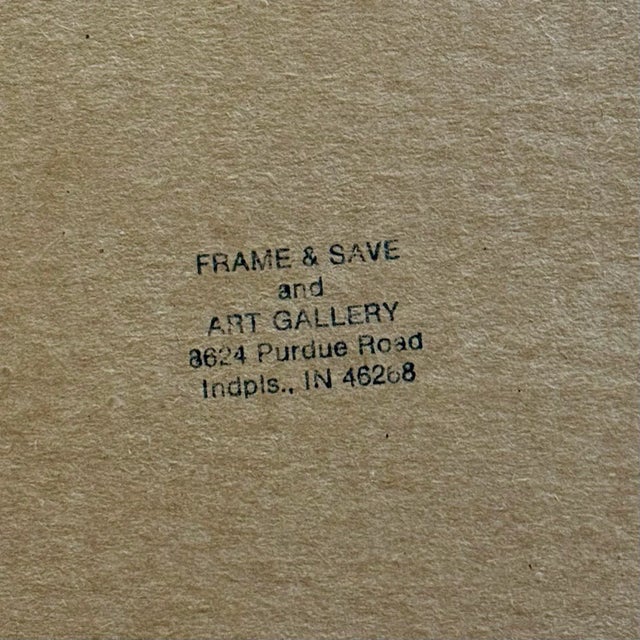 FRAME & SAVE
and
ART GALLERY
8624 Purdue Road
Indpls., IN 46268